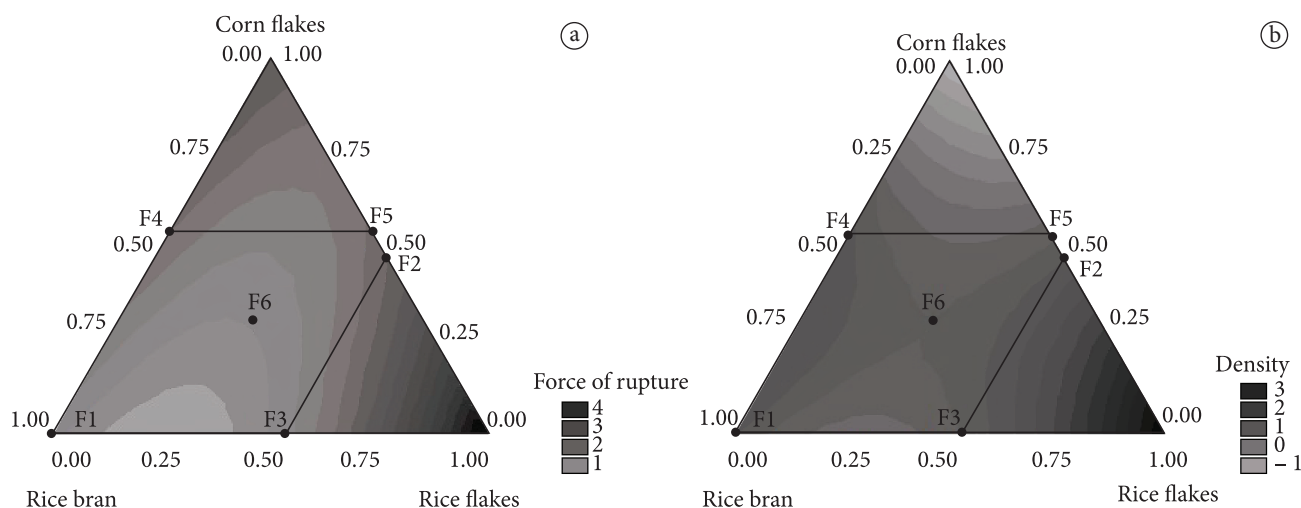 Corn flakes
0.00 1.00
a
0.75 0.75
F4 F5
0.50 0.50
F2
F6
0.75 0.25
Force of rupture
4
3
2
1
1.00 F1 F3 0.00
0.00 0.25 0.50 0.75 1.00
Rice bran Rice flakes
Corn flakes
0.00 1.00
b
0.25 0.75
F4 F5
0.50 0.50
F2
F6
0.75 0.25
Density
3
2
1
0
– 1
1.00 F1 F3 0.00
0.00 0.25 0.50 0.75 1.00
Rice bran Rice flakes